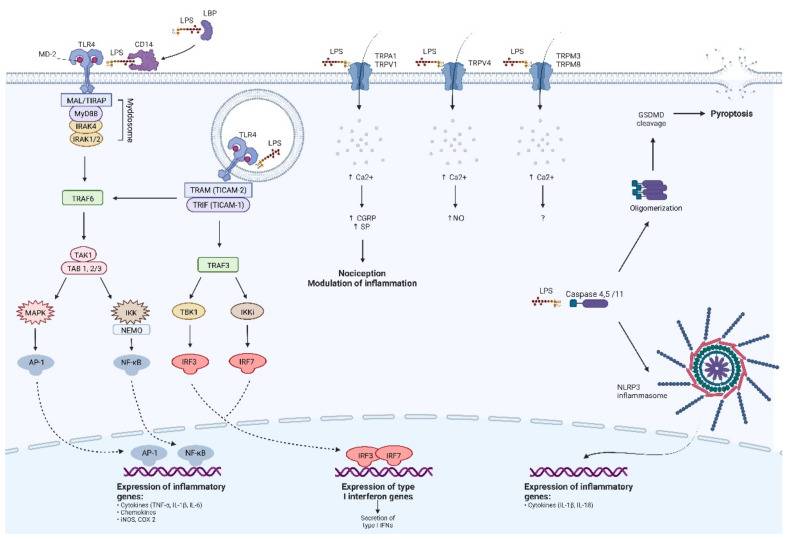 LBP
LPS
TLR4
CD14
MD-2
LPS
MAL/TIRAP
MyD88
IRAK4
IRAK1/2
Myddosome
TRAF6
TAK1
TAB 1, 2/3
MAPK
IKK
NEMO
AP-1
NF-κB
TLR4
LPS
TRAM (TICAM-2)
TRIF (TICAM-1)
TRAF3
TBK1
IKKi
IRF3
IRF7
LPS
TRPA1
TRPV1
↑ Ca2+
↑ CGRP
↑ SP
Nociception
Modulation of inflammation
LPS
TRPV4
↑ Ca2+
↑ NO
LPS
TRPM3
TRPM8
↑ Ca2+
?
GSDMD
cleavage
Pyroptosis
Oligomerization
LPS
Caspase 4,5 /11
NLRP3
inflammasome
AP-1
NF-κB
Expression of inflammatory
genes:
• Cytokines (TNF-α, IL-1β, IL-6)
• Chemokines
• iNOS, COX 2
IRF3
IRF7
Expression of type
I interferon genes
Secretion of
type I IFNs
Expression of inflammatory
genes:
• Cytokines (IL-1β, IL-18)